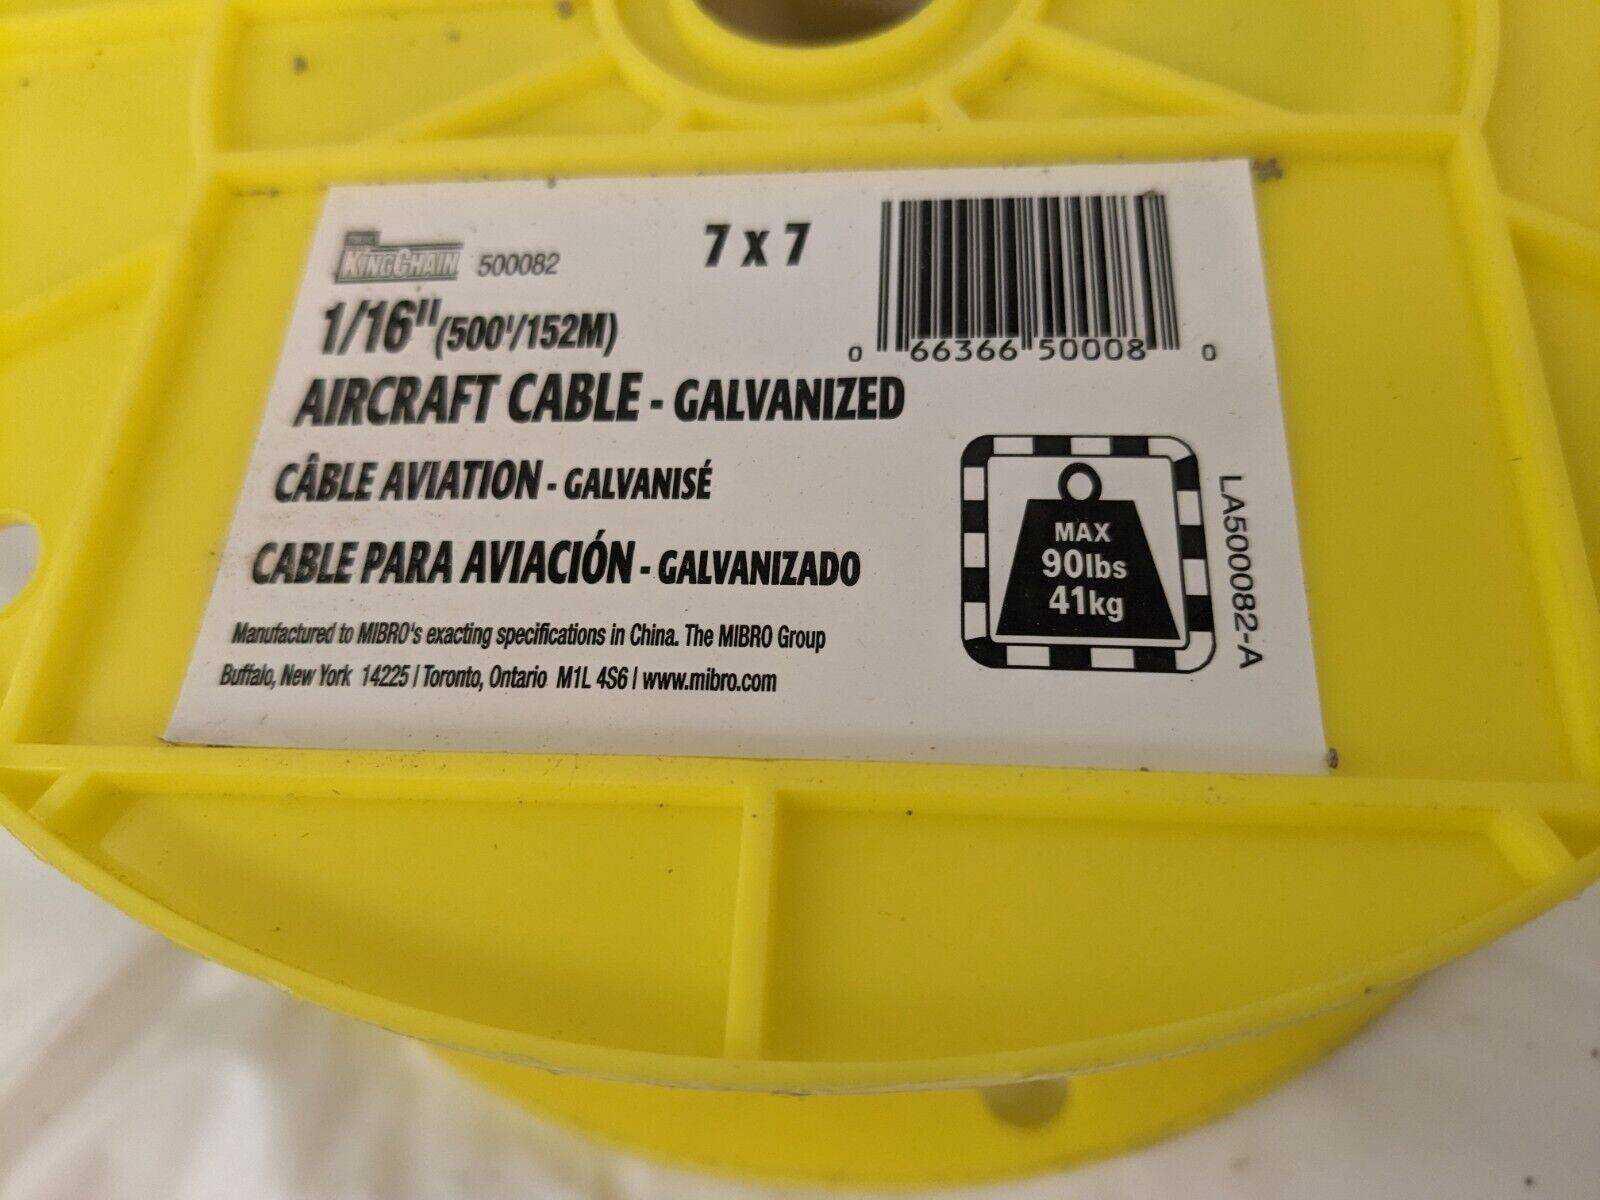 KINGCHAIN 500082
7 x 7
1/16" (500'/152M)
0 66366 50008 0
AIRCRAFT CABLE - GALVANIZED
CÂBLE AVIATION - GALVANISÉ
CABLE PARA AVIACIÓN - GALVANIZADO
MAX
90lbs
41kg
LA500082-A
Manufactured to MIBRO's exacting specifications in China. The MIBRO Group
Buffalo, New York 14225 / Toronto, Ontario M1L 4S6 / www.mibro.com